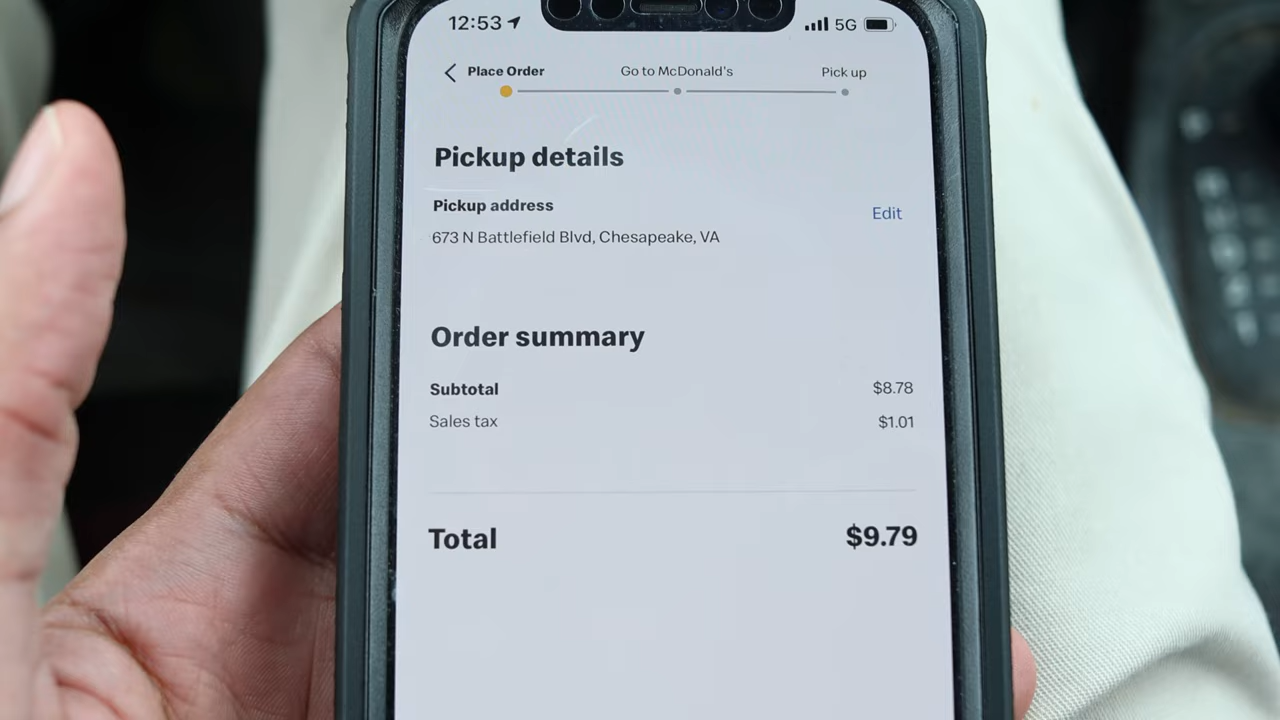 12:53 5G
Place Order Go to McDonald's Pick up
Pickup details
Pickup address
Edit
673 N Battlefield Blvd, Chesapeake, VA
Order summary
Subtotal $8.78
Sales tax $1.01
Total $9.79